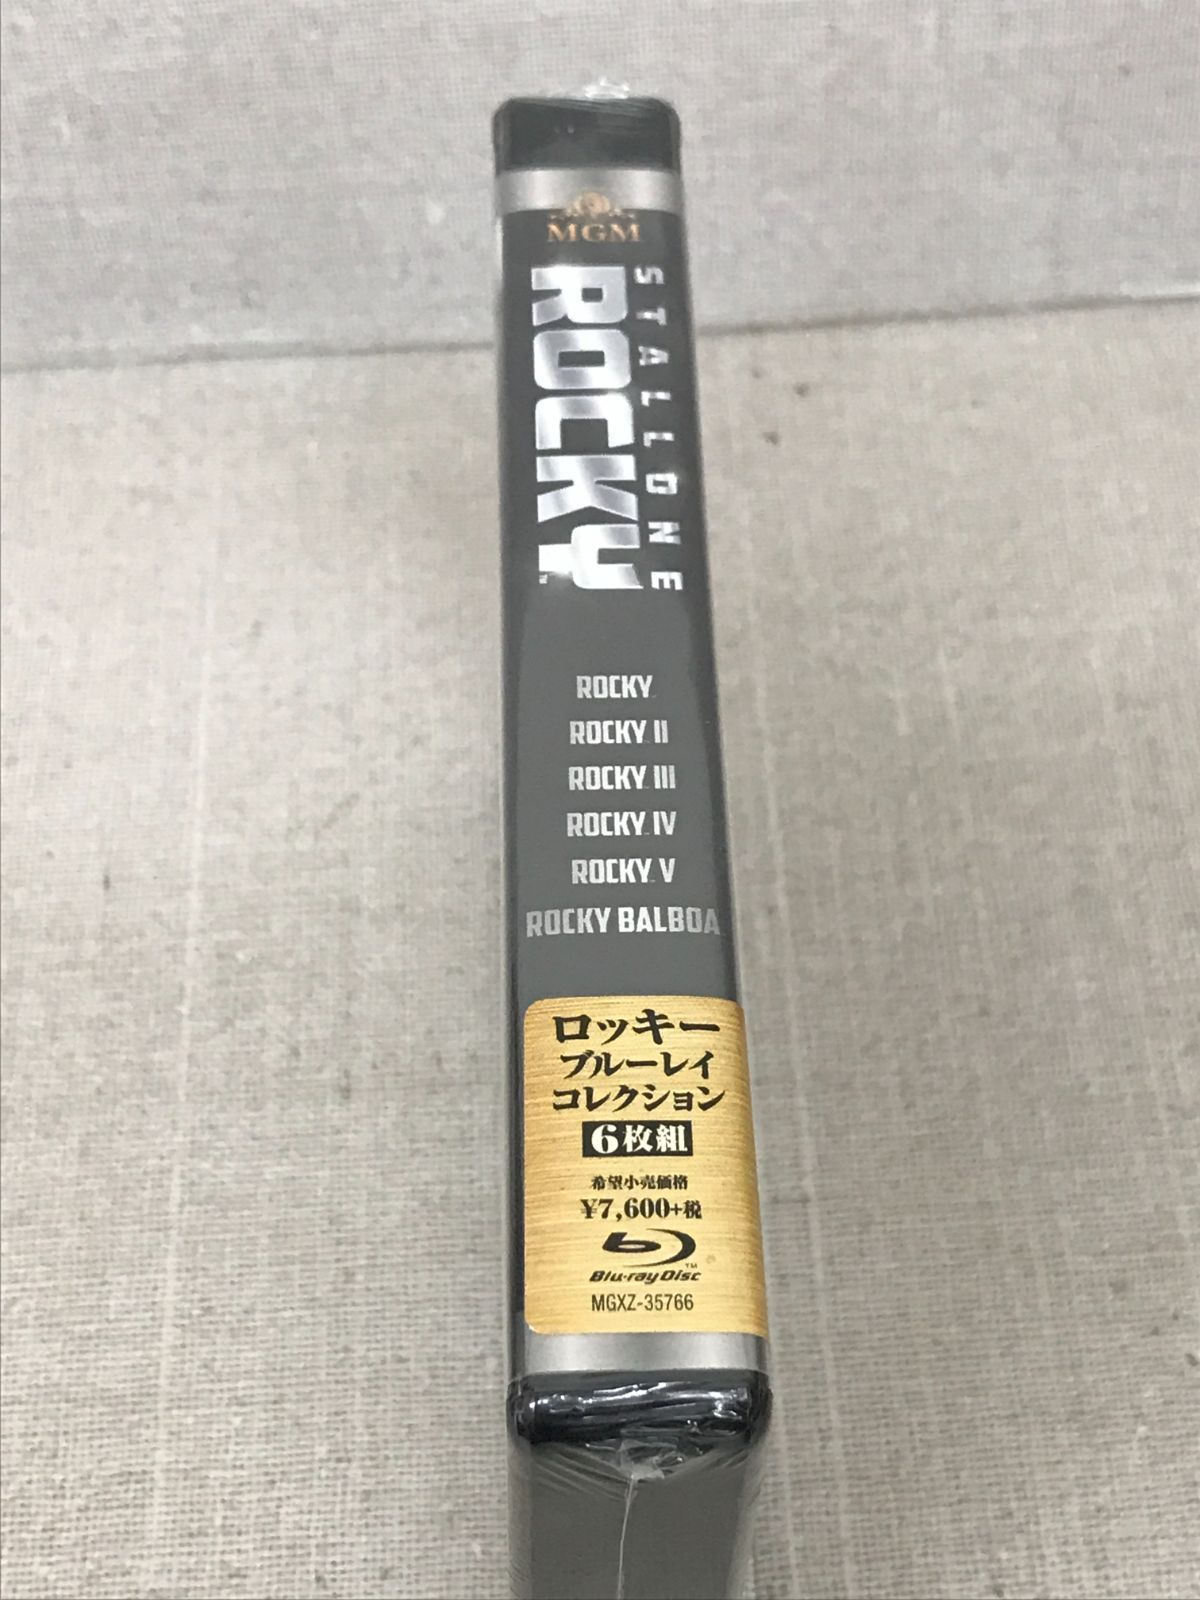 MGM
STALLONE
ROCKY™
ROCKY
ROCKY II
ROCKY III
ROCKY IV
ROCKY V
ROCKY BALBOA
ロッキー
ブルーレイ
コレクション
6枚組
希望小売価格
¥7,600+税
Blu-ray Disc™
MGXZ-35766